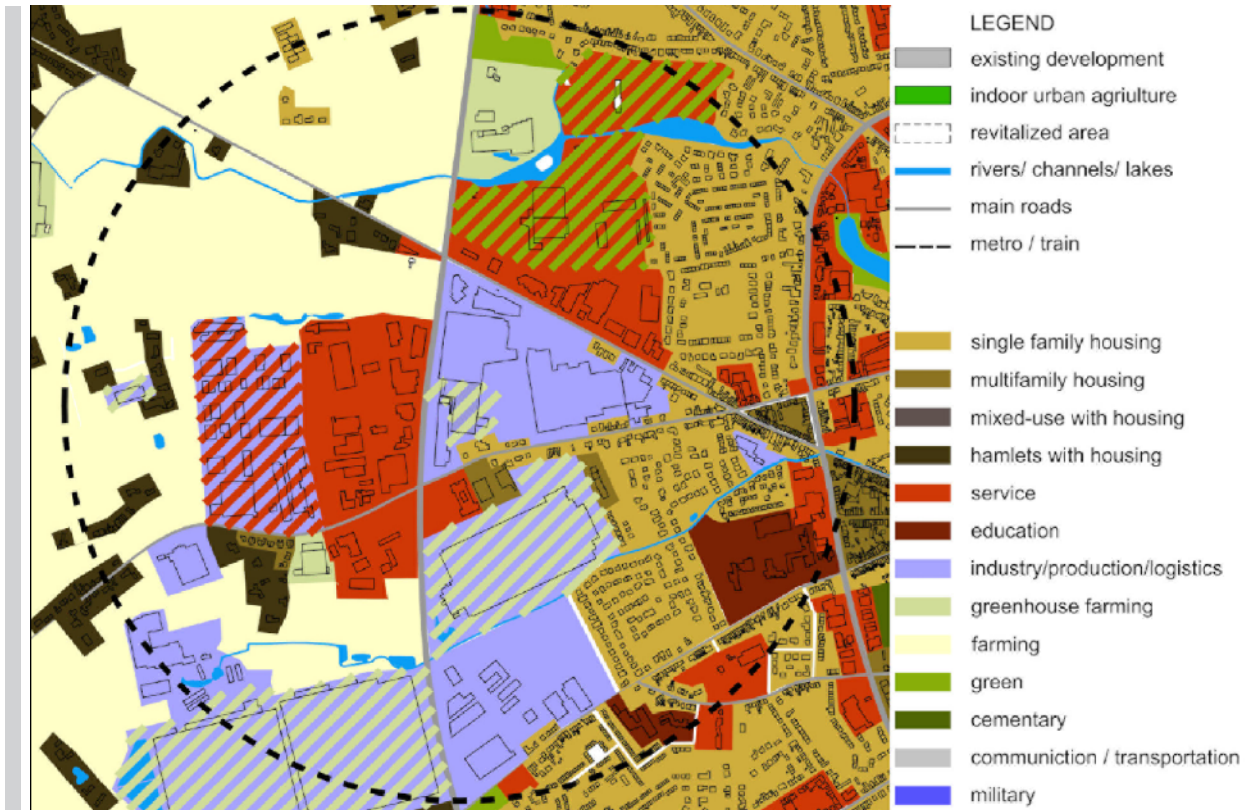 LEGEND
existing development
indoor urban agriulture
revitalized area
rivers/ channels/ lakes
main roads
metro / train
single family housing
multifamily housing
mixed-use with housing
hamlets with housing
service
education
industry/production/logistics
greenhouse farming
farming
green
cementary
communiction / transportation
military